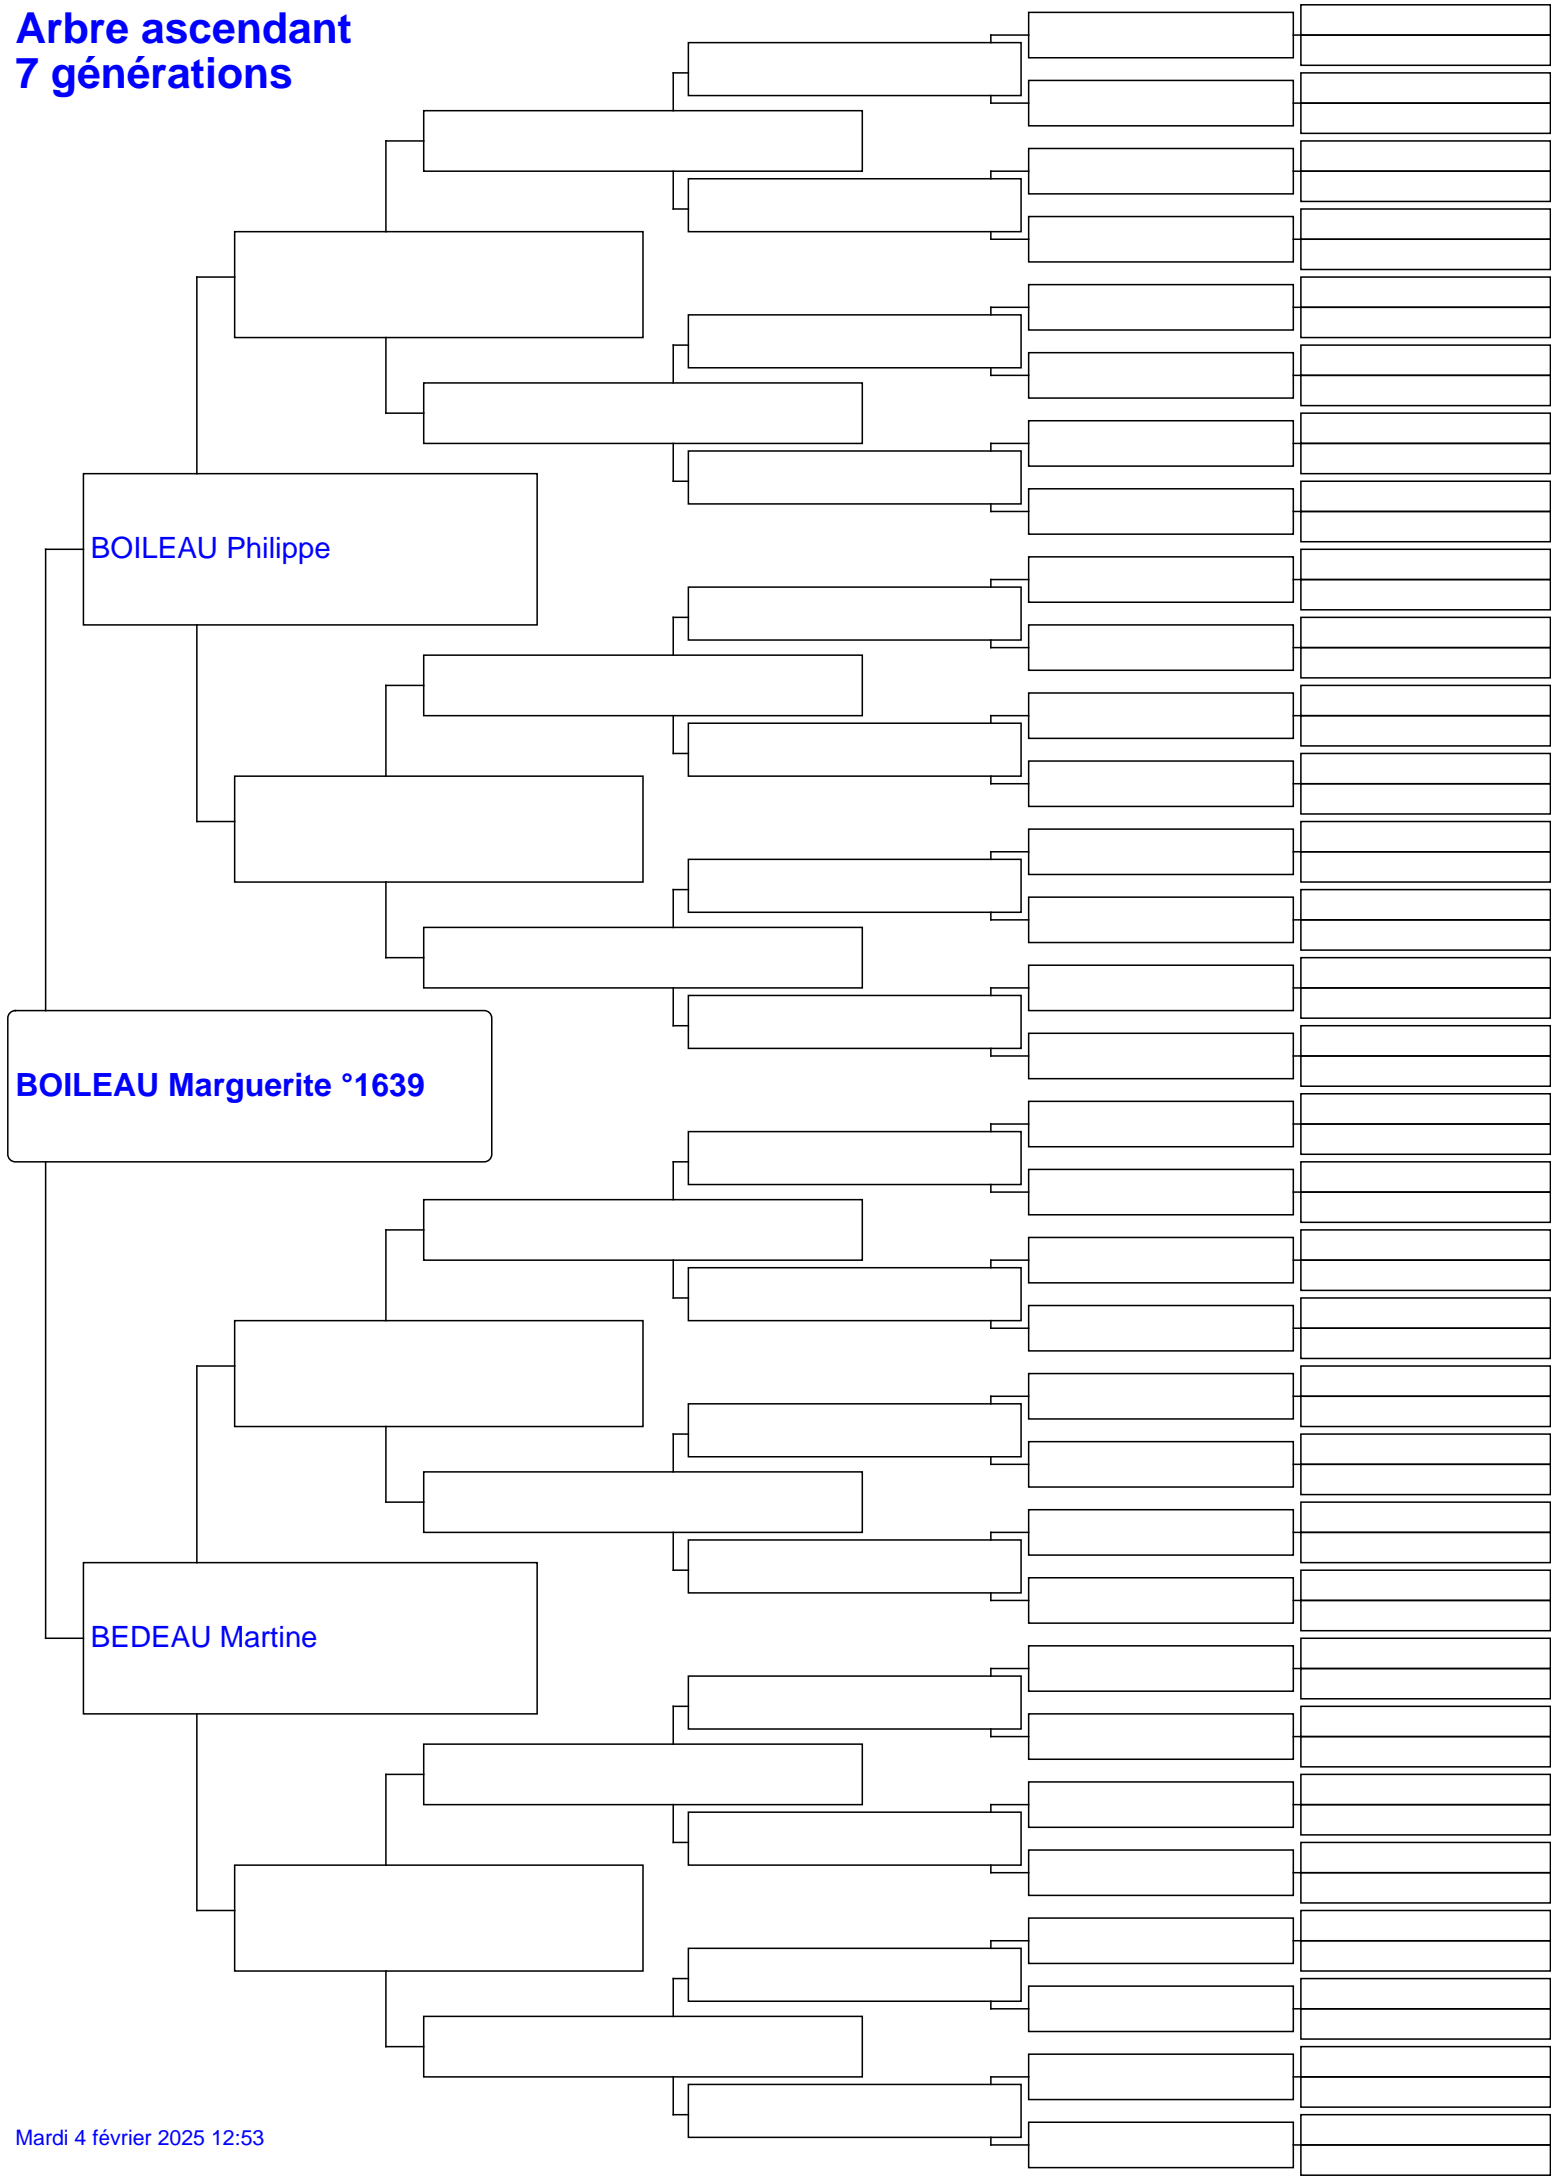 Arbre ascendant
7 générations
BOILEAU Philippe
BOILEAU Marguerite °1639
BEDEAU Martine
Mardi 4 février 2025 12:53